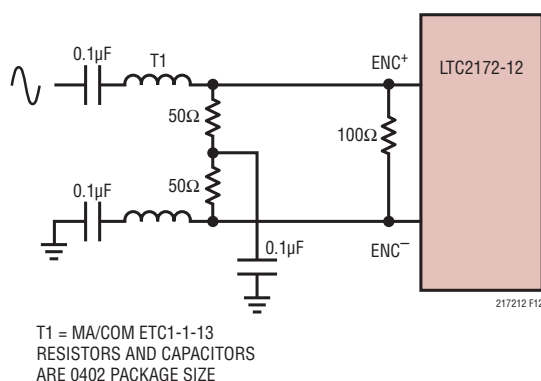 0.1µF
T1
ENC+
LTC2172-12
50Ω
100Ω
50Ω
0.1µF
0.1µF
ENC–
217212 F12
T1 = MA/COM ETC1-1-13
RESISTORS AND CAPACITORS
ARE 0402 PACKAGE SIZE